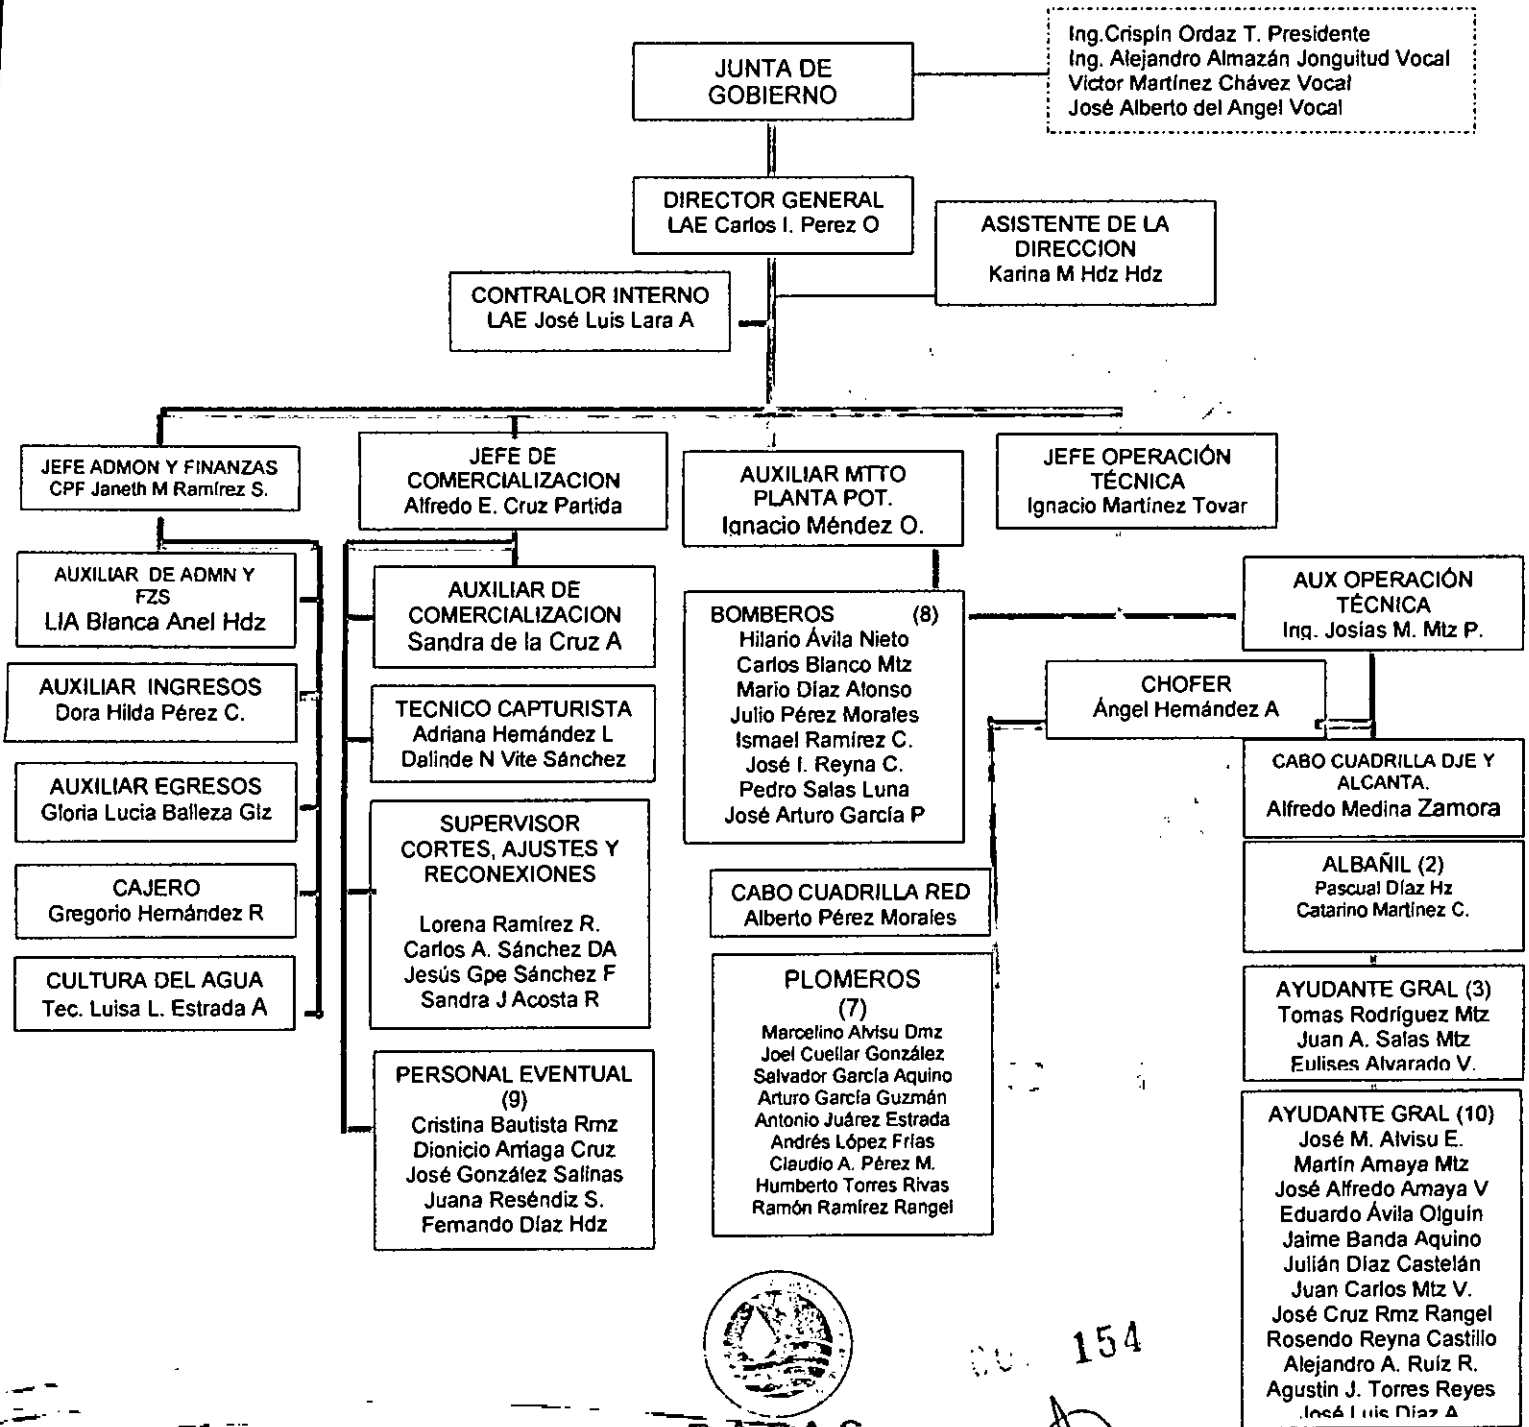 Ing.Crispín Ordaz T. Presidente
Ing. Alejandro Almazán Jonguitud Vocal
Victor Martínez Chávez Vocal
José Alberto del Angel Vocal
JUNTA DE
GOBIERNO
DIRECTOR GENERAL
LAE Carlos I. Perez O
ASISTENTE DE LA
DIRECCION
Karina M Hdz Hdz
CONTRALOR INTERNO
LAE José Luis Lara A
JEFE ADMON Y FINANZAS
CPF Janeth M Ramírez S.
JEFE DE
COMERCIALIZACION
Alfredo E. Cruz Partida
AUXILIAR MTTO
PLANTA POT.
Ignacio Méndez O.
JEFE OPERACIÓN
TÉCNICA
Ignacio Martínez Tovar
AUXILIAR DE ADMN Y
FZS
LIA Blanca Anel Hdz
AUXILIAR INGRESOS
Dora Hilda Pérez C.
AUXILIAR EGRESOS
Gloria Lucia Balleza Glz
CAJERO
Gregorio Hernández R
CULTURA DEL AGUA
Tec. Luisa L. Estrada A
AUXILIAR DE
COMERCIALIZACION
Sandra de la Cruz A
TECNICO CAPTURISTA
Adriana Hernández L
Dalinde N Vite Sánchez
SUPERVISOR
CORTES, AJUSTES Y
RECONEXIONES
Lorena Ramírez R.
Carlos A. Sánchez DA
Jesús Gpe Sánchez F
Sandra J Acosta R
PERSONAL EVENTUAL
(9)
Cristina Bautista Rmz
Dionicio Arriaga Cruz
José González Salinas
Juana Reséndiz S.
Fernando Díaz Hdz
BOMBEROS (8)
Hilario Ávila Nieto
Carlos Blanco Mtz
Mario Díaz Alonso
Julio Pérez Morales
Ismael Ramírez C.
José I. Reyna C.
Pedro Salas Luna
José Arturo García P
CABO CUADRILLA RED
Alberto Pérez Morales
PLOMEROS
(7)
Marcelino Alvisu Dmz
Joel Cuellar González
Salvador García Aquino
Arturo García Guzmán
Antonio Juárez Estrada
Andrés López Frías
Claudio A. Pérez M.
Humberto Torres Rivas
Ramón Ramírez Rangel
AUX OPERACIÓN
TÉCNICA
Ing. Josías M. Mtz P.
CHOFER
Ángel Hernández A
CABO CUADRILLA DJE Y
ALCANTA.
Alfredo Medina Zamora
ALBAÑIL (2)
Pascual Díaz Hz
Catarino Martínez C.
AYUDANTE GRAL (3)
Tomas Rodríguez Mtz
Juan A. Salas Mtz
Eulises Alvarado V.
AYUDANTE GRAL (10)
José M. Alvisu E.
Martín Amaya Mtz
José Alfredo Amaya V
Eduardo Ávila Olguín
Jaime Banda Aquino
Julián Díaz Castelán
Juan Carlos Mtz V.
José Cruz Rmz Rangel
Rosendo Reyna Castillo
Alejandro A. Ruíz R.
Agustin J. Torres Reyes
José Luis Díaz A
154